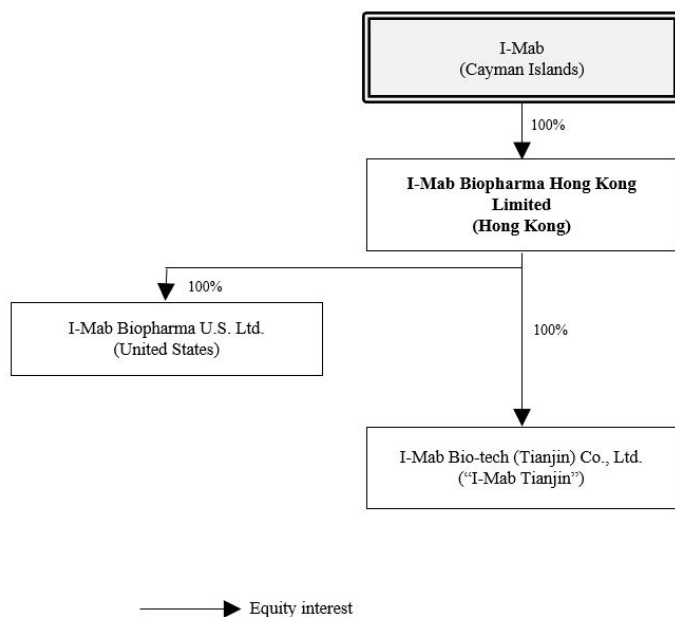 I-Mab
(Cayman Islands)
100%
I-Mab Biopharma Hong Kong
Limited
(Hong Kong)
100%
I-Mab Biopharma U.S. Ltd.
(United States)
100%
I-Mab Bio-tech (Tianjin) Co., Ltd.
(“I-Mab Tianjin”)
Equity interest